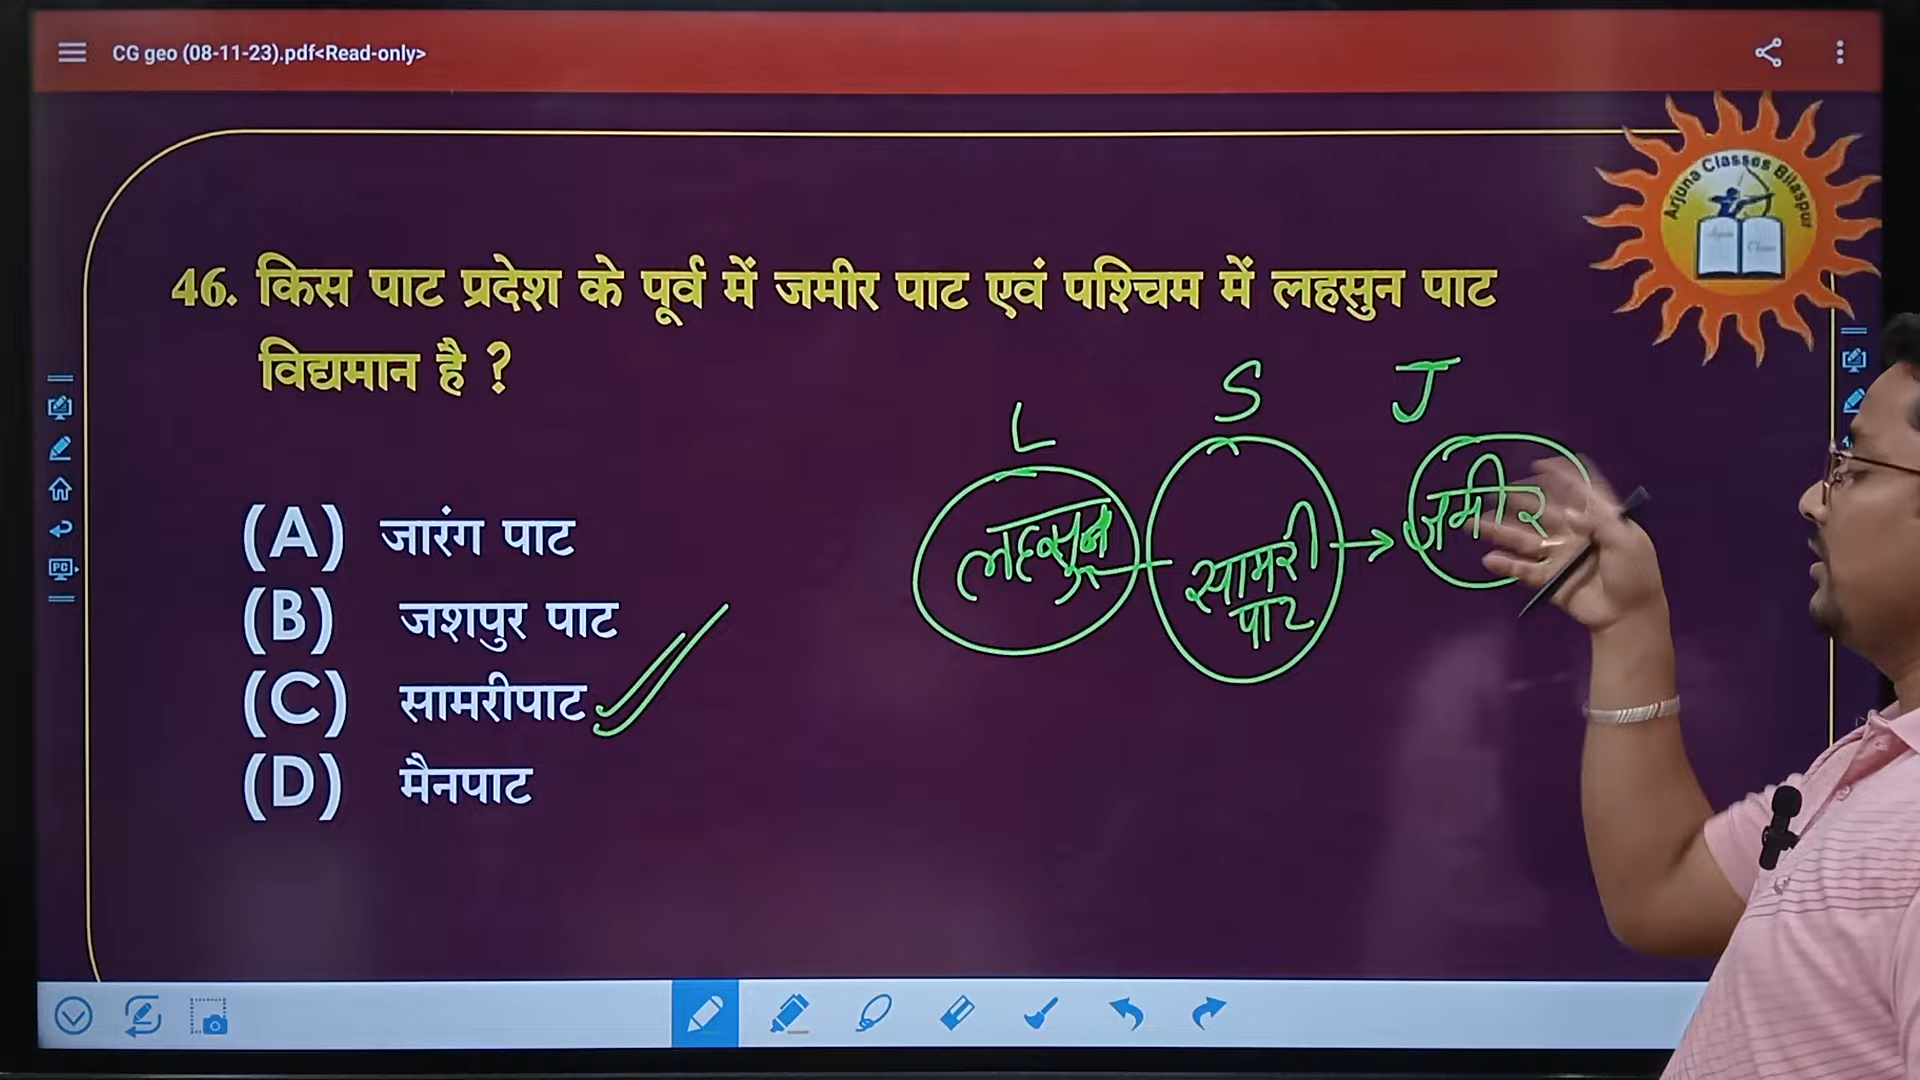 CG geo (08-11-23).pdf<Read-only>
Arjuna Classes Bilaspur
46. किस पाट प्रदेश के पूर्व में जमीर पाट एवं पश्चिम में लहसुन पाट
विद्यमान है ?
L S J
लहसुन सामरी पाट → जमीर
(A) जारंग पाट
(B) जशपुर पाट
(C) सामरीपाट
(D) मैनपाट
PC